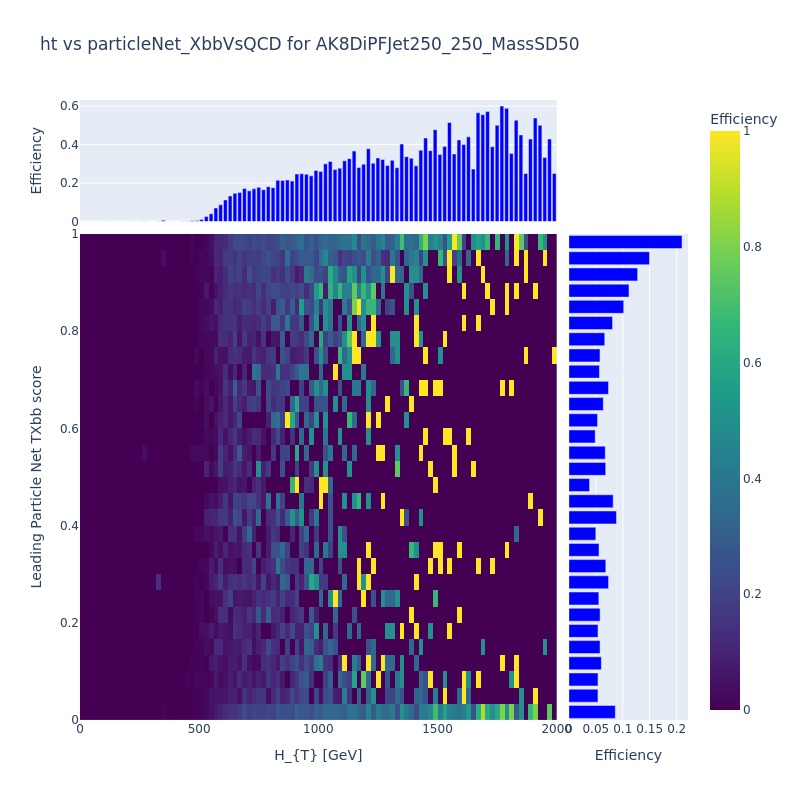 ht vs particleNet_XbbVsQCD for AK8DiPFJet250_250_MassSD50
Efficiency
0.6
0.4
0.2
0
Efficiency
1
0.8
0.6
0.4
0.2
0
Leading Particle Net TXbb score
1
0.8
0.6
0.4
0.2
0
0 500 1000 1500 2000
H_{T} [GeV]
0 0.05 0.1 0.15 0.2
Efficiency